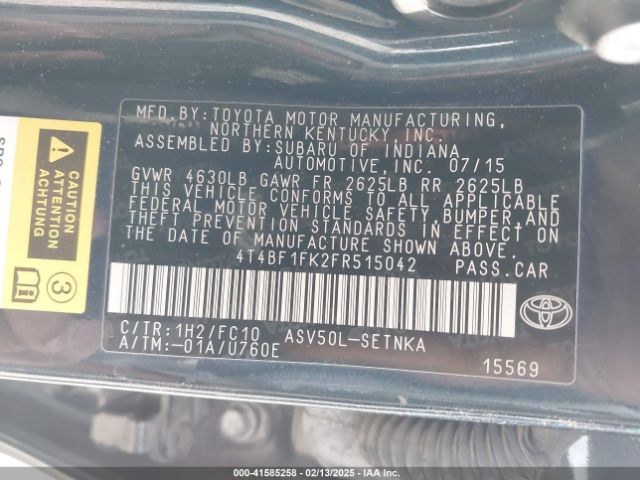 MFD.BY:TOYOTA MOTOR MANUFACTURING,
NORTHERN KENTUCKY,INC.
ASSEMBLED BY:SUBARU OF INDIANA
AUTOMOTIVE,INC. 07/15
GVWR 4630LB GAWR FR 2625LB RR 2625LB
THIS VEHICLE CONFORMS TO ALL APPLICABLE
FEDERAL MOTOR VEHICLE SAFETY,BUMPER,AND
THEFT PREVENTION STANDARDS IN EFFECT ON
THE DATE OF MANUFACTURE SHOWN ABOVE.
4T4BF1FK2FR515042 PASS.CAR
C/TR:1H2/FC10 ASV50L-SETNKA
A/TM:-01A/U760E
15569
CAUTION
ATTENTION
ACHTUNG
3
000-41585258 - 02/13/2025 - IAA, Inc.